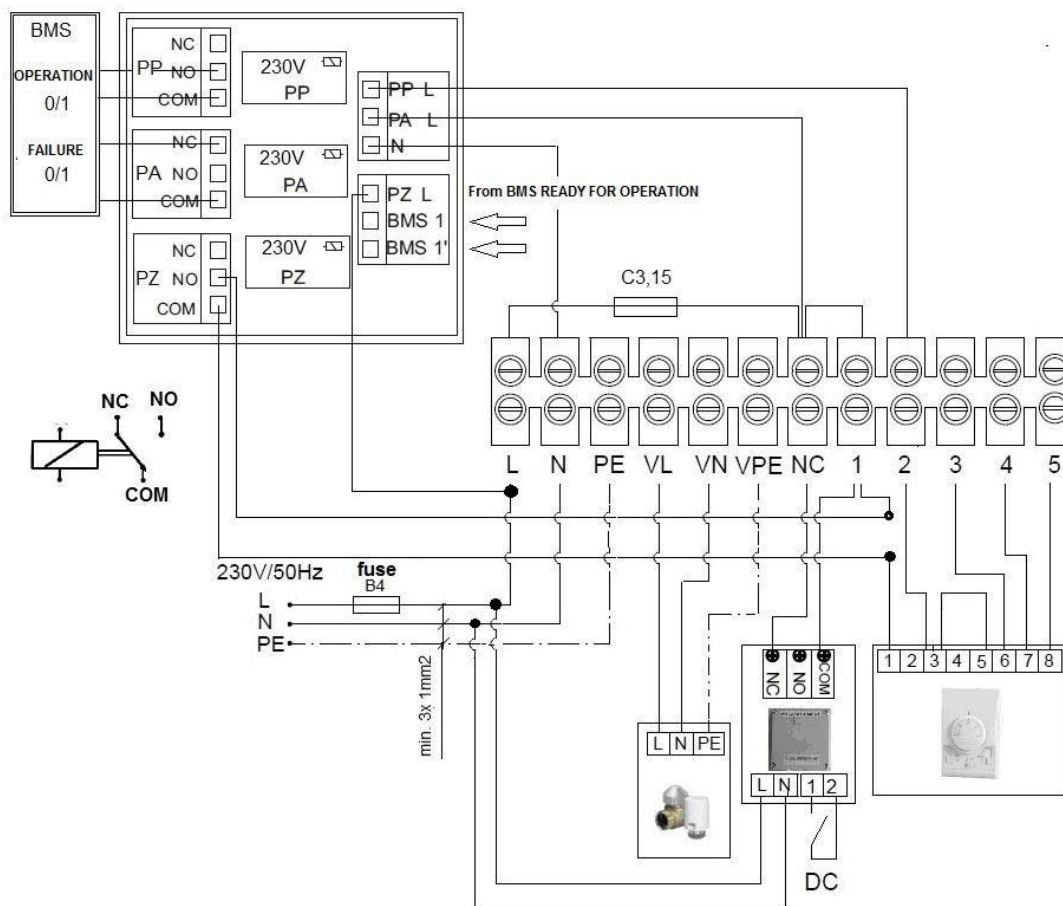 BMS
OPERATION
0/1
FAILURE
0/1
NC
PP NO
COM
230V
PP
NC
PA NO
COM
230V
PA
NC
PZ NO
COM
230V
PZ
PP L
PA L
N
PZ L
BMS 1
BMS 1'
From BMS READY FOR OPERATION
C3,15
L N PE VL VN VPE NC 1 2 3 4 5
NC NO
COM
230V/50Hz
fuse
B4
L
N
PE
min. 3x 1mm2
L N PE
NC NO COM
L N 1 2
DC
1 2 3 4 5 6 7 8